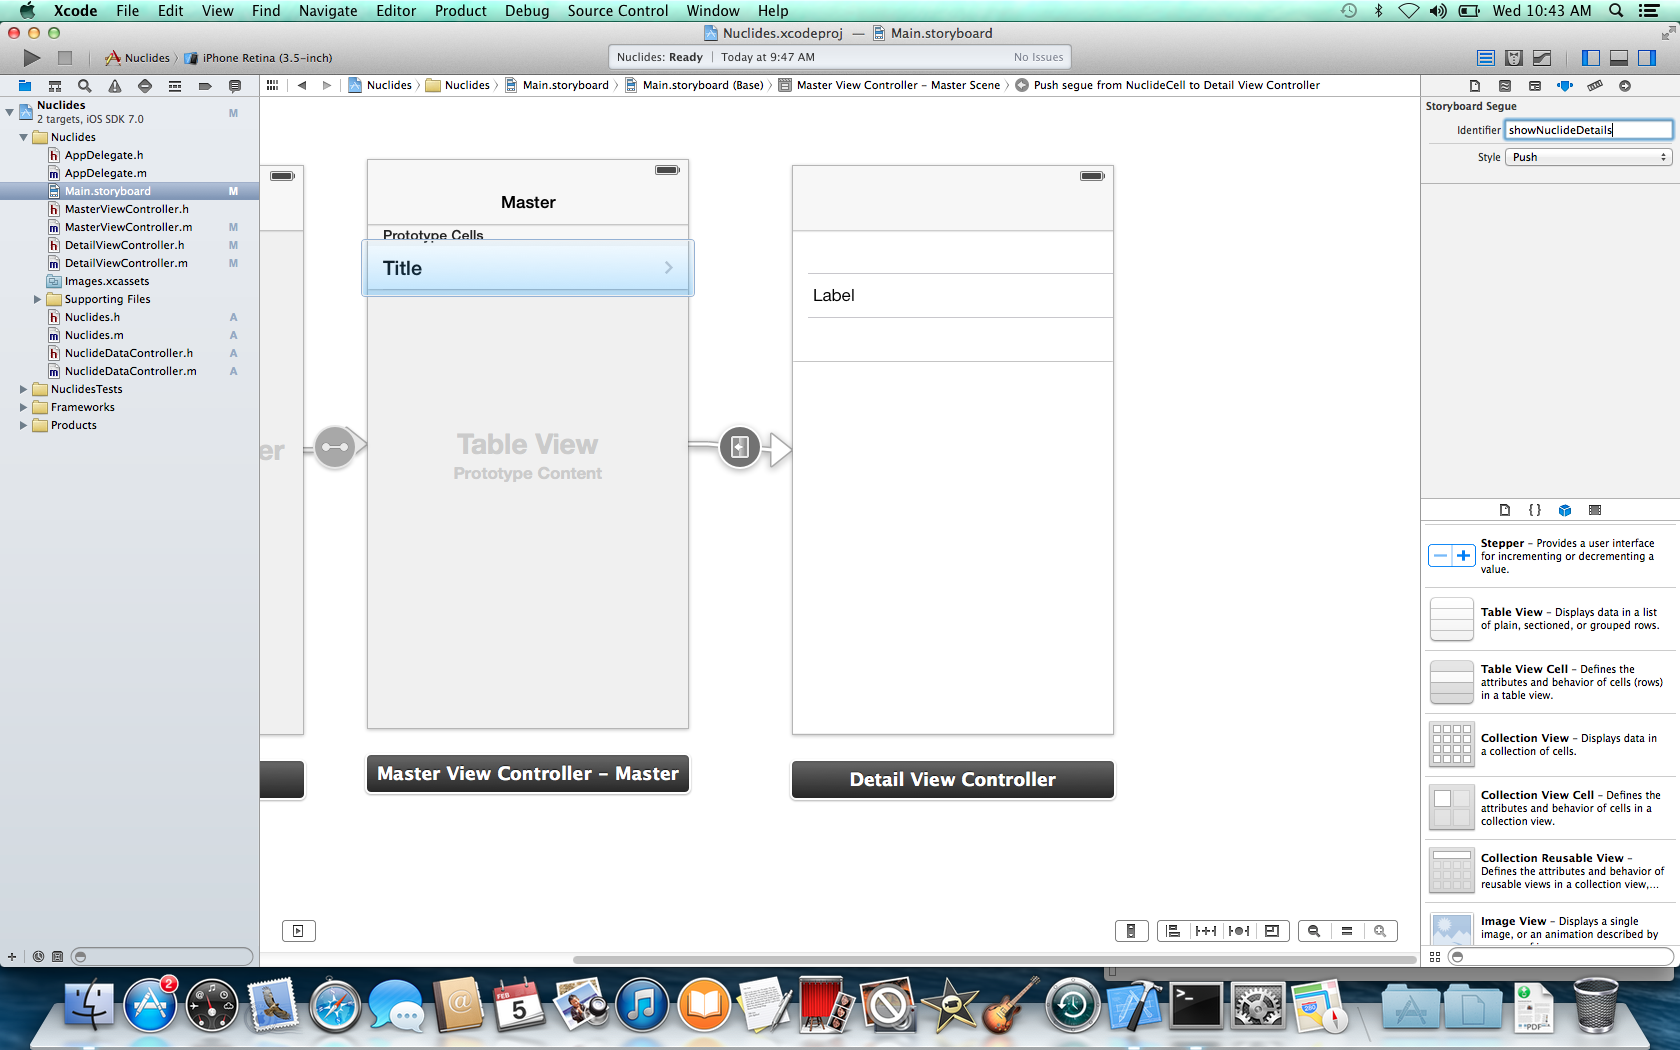 Xcode File Edit View Find Navigate Editor Product Debug Source Control Window Help
Wed 10:43 AM
Nuclides.xcodeproj — Main.storyboard
Nuclides 〉 iPhone Retina (3.5-inch)
Nuclides: Ready | Today at 9:47 AM
No Issues
Nuclides 〉 Nuclides 〉 Main.storyboard 〉 Main.storyboard (Base) 〉 Master View Controller – Master Scene 〉 Push segue from NuclideCell to Detail View Controller
Nuclides
2 targets, iOS SDK 7.0
M
Nuclides
AppDelegate.h
AppDelegate.m
Main.storyboard M
MasterViewController.h
MasterViewController.m M
DetailViewController.h M
DetailViewController.m M
Images.xcassets
Supporting Files
Nuclides.h A
Nuclides.m A
NuclideDataController.h A
NuclideDataController.m A
NuclidesTests
Frameworks
Products
er
Master
Prototype Cells
Title
Table View
Prototype Content
Master View Controller – Master
Label
Detail View Controller
Storyboard Segue
Identifier showNuclideDetails
Style Push
{ }
Stepper – Provides a user interface
for incrementing or decrementing a
value.
Table View – Displays data in a list
of plain, sectioned, or grouped rows.
Table View Cell – Defines the
attributes and behavior of cells (rows)
in a table view.
Collection View – Displays data in
a collection of cells.
Collection View Cell – Defines the
attributes and behavior of cells in a
collection view.
Collection Reusable View –
Defines the attributes and behavior of
reusable views in a collection view,...
Image View – Displays a single
image, or an animation described by
2
FEB
5
PDF